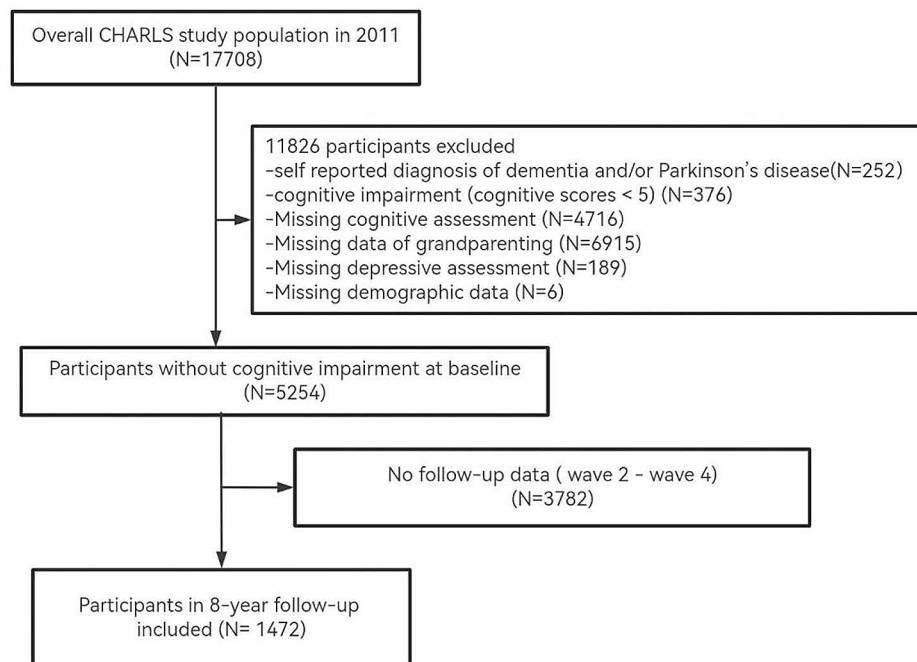 Overall CHARLS study population in 2011
(N=17708)
11826 participants excluded
-self reported diagnosis of dementia and/or Parkinson's disease(N=252)
-cognitive impairment (cognitive scores < 5) (N=376)
-Missing cognitive assessment (N=4716)
-Missing data of grandparenting (N=6915)
-Missing depressive assessment (N=189)
-Missing demographic data (N=6)
Participants without cognitive impairment at baseline
(N=5254)
No follow-up data ( wave 2 - wave 4)
(N=3782)
Participants in 8-year follow-up
included (N= 1472)